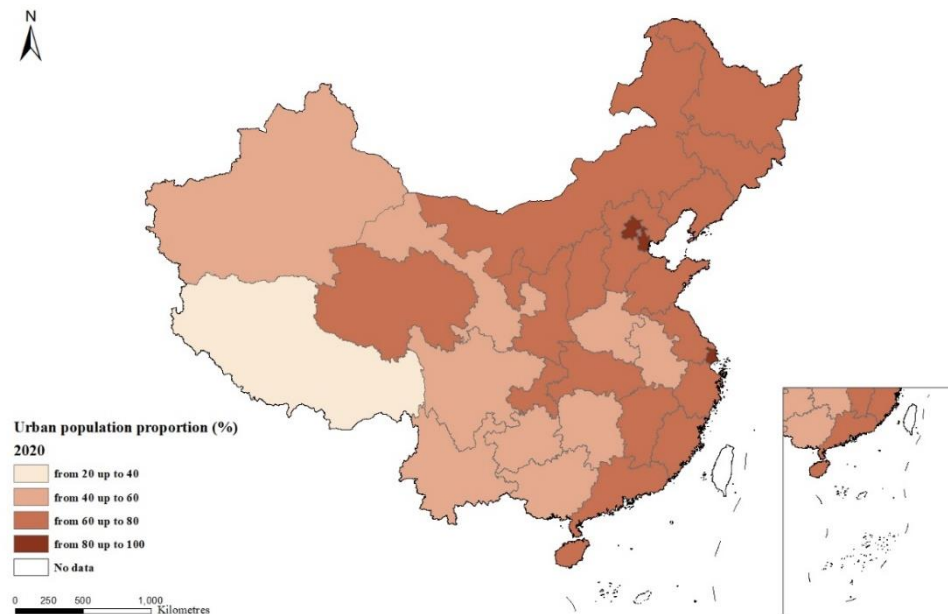 N
Urban population proportion (%)
2020
from 20 up to 40
from 40 up to 60
from 60 up to 80
from 80 up to 100
No data
0 250 500 1,000
Kilometres